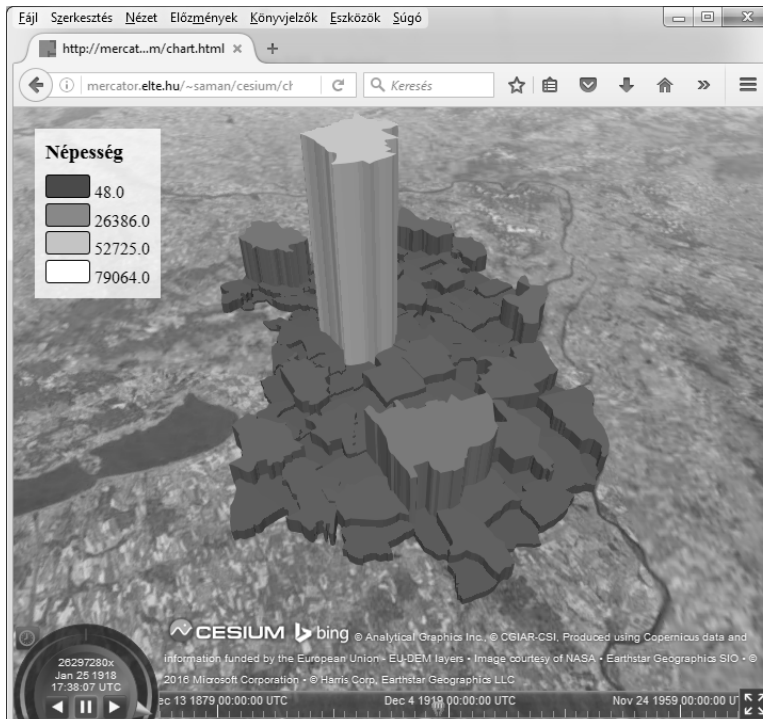 Fájl Szerkesztés Nézet Előzmények Könyvjelzők Eszközök Súgó
http://mercat...m/chart.html
mercator.elte.hu/~saman/cesium/ch
Keresés
Népesség
48.0
26386.0
52725.0
79064.0
CESIUM bing © Analytical Graphics Inc., © CGIAR-CSI, Produced using Copernicus data and
information funded by the European Union - EU-DEM layers • Image courtesy of NASA • Earthstar Geographics SIO • ©
2016 Microsoft Corporation • © Harris Corp, Earthstar Geographics LLC
26297280x
Jan 25 1918
17:38:07 UTC
ec 13 1879 00:00:00 UTC
Dec 4 1919 00:00:00 UTC
Nov 24 1959 00:00:00 U